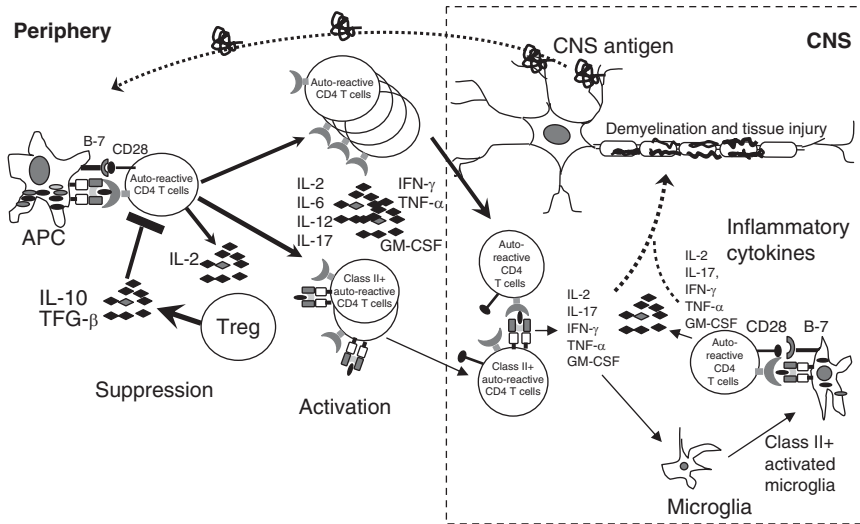 Periphery
CNS
CNS antigen
Auto-reactive
CD4 T cells
B-7
CD28
Auto-reactive
CD4 T cells
APC
Demyelination and tissue injury
IL-2
IL-6
IL-12
IL-17
IFN-γ
TNF-α
GM-CSF
IL-2
IL-10
TFG-β
Treg
Suppression
Class II+
auto-reactive
CD4 T cells
Activation
Auto-
reactive
CD4
T cells
Class II+
auto-reactive
CD4 T cells
IL-2
IL-17
IFN-γ
TNF-α
GM-CSF
Inflammatory
cytokines
IL-2
IL-17,
IFN-γ
TNF-α
GM-CSF
CD28
B-7
Auto-
reactive
CD4
T cells
Microglia
Class II+
activated
microglia